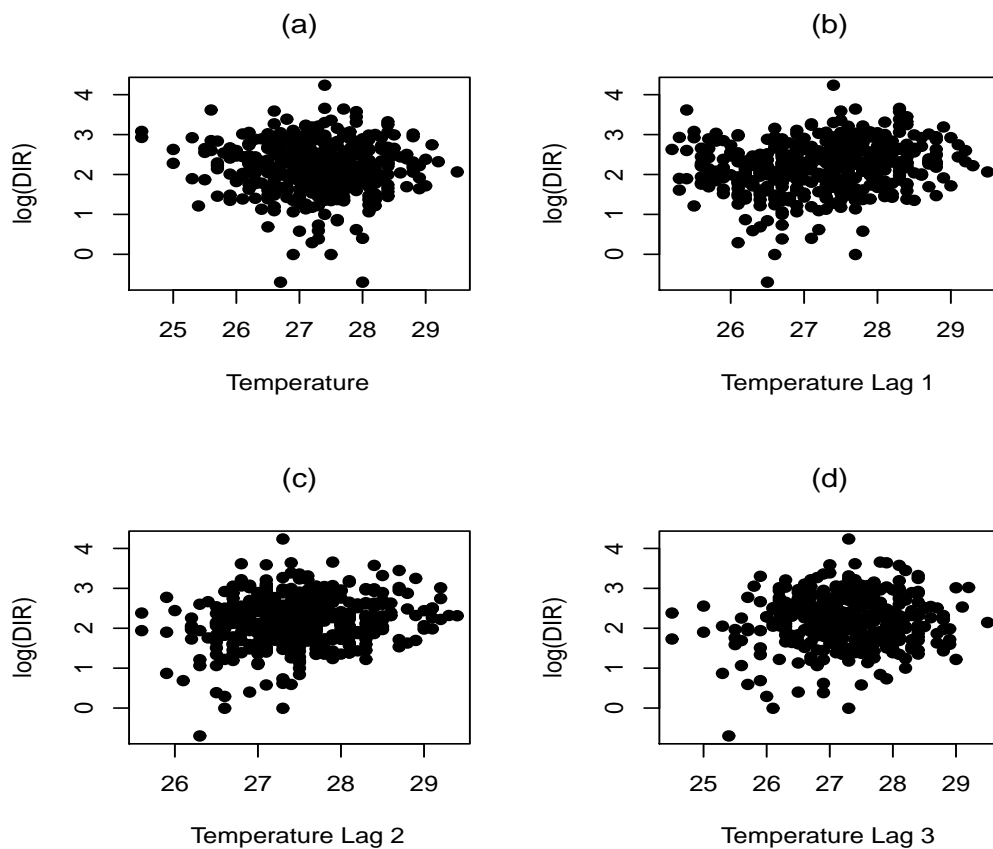 (a)
log(DIR)
4
3
2
1
0
25 26 27 28 29
Temperature
(b)
log(DIR)
4
3
2
1
0
26 27 28 29
Temperature Lag 1
(c)
log(DIR)
4
3
2
1
0
26 27 28 29
Temperature Lag 2
(d)
log(DIR)
4
3
2
1
0
25 26 27 28 29
Temperature Lag 3